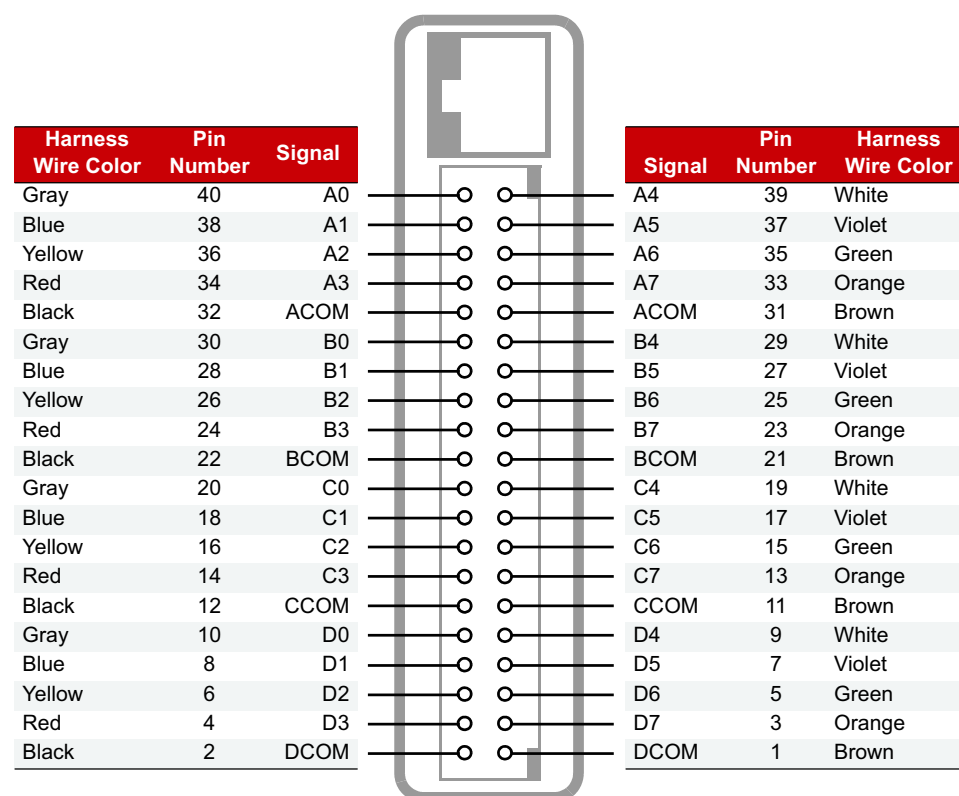 Harness Wire Color Pin Number Signal
Gray 40 A0
Blue 38 A1
Yellow 36 A2
Red 34 A3
Black 32 ACOM
Gray 30 B0
Blue 28 B1
Yellow 26 B2
Red 24 B3
Black 22 BCOM
Gray 20 C0
Blue 18 C1
Yellow 16 C2
Red 14 C3
Black 12 CCOM
Gray 10 D0
Blue 8 D1
Yellow 6 D2
Red 4 D3
Black 2 DCOM
Signal Pin Number Harness Wire Color
A4 39 White
A5 37 Violet
A6 35 Green
A7 33 Orange
ACOM 31 Brown
B4 29 White
B5 27 Violet
B6 25 Green
B7 23 Orange
BCOM 21 Brown
C4 19 White
C5 17 Violet
C6 15 Green
C7 13 Orange
CCOM 11 Brown
D4 9 White
D5 7 Violet
D6 5 Green
D7 3 Orange
DCOM 1 Brown